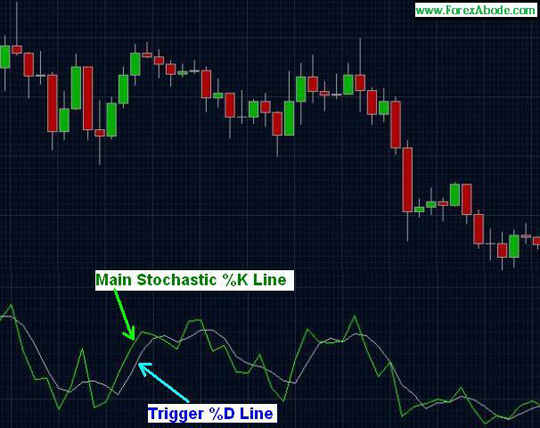 www.ForexAbode.com
Main Stochastic %K Line
Trigger %D Line